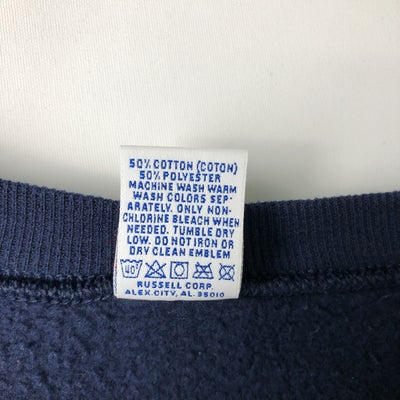 50% COTTON (COTON)
50% POLYESTER
MACHINE WASH WARM
WASH COLORS SEP-
ARATELY. ONLY NON-
CHLORINE BLEACH WHEN
NEEDED. TUMBLE DRY
LOW. DO NOT IRON OR
DRY CLEAN EMBLEM
40°
RUSSELL CORP.
ALEX. CITY, AL. 35010